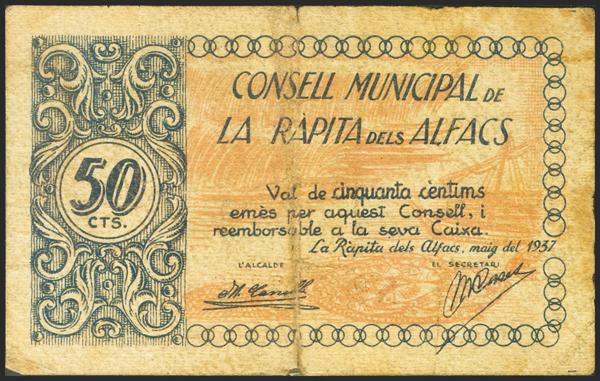 50
CTS.
CONSELL MUNICIPAL DE
LA RÀPITA DELS ALFACS
Val de cinquanta cèntims
emès per aquest Consell, i
reemborsable a la seva Caixa.
La Ràpita dels Alfacs, maig del 1937
L'ALCALDE EL SECRETARI